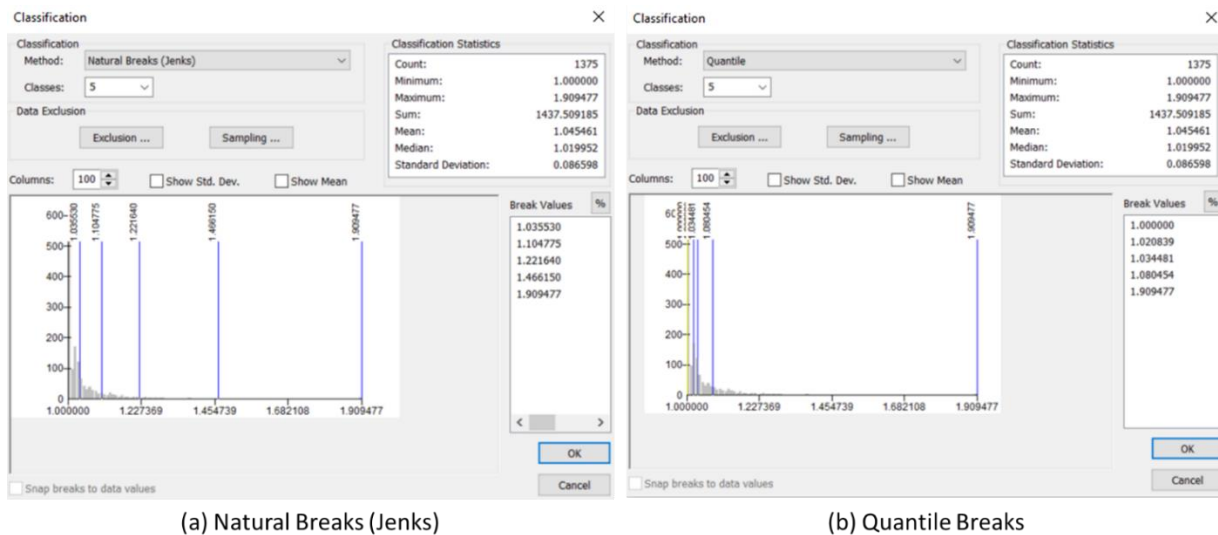 Classification
Classification
Method: Natural Breaks (Jenks)
Classes: 5
Data Exclusion
Exclusion ... Sampling ...
Classification Statistics
Count: 1375
Minimum: 1.000000
Maximum: 1.909477
Sum: 1437.509185
Mean: 1.045461
Median: 1.019952
Standard Deviation: 0.086598
Columns: 100 Show Std. Dev. Show Mean
1.035530 1.104775 1.221640 1.466150 1.909477
600
500
400
300
200
100
0
1.000000 1.227369 1.454739 1.682108 1.909477
Break Values %
1.035530
1.104775
1.221640
1.466150
1.909477
OK
Cancel
Snap breaks to data values
(a) Natural Breaks (Jenks)
Classification
Classification
Method: Quantile
Classes: 5
Data Exclusion
Exclusion ... Sampling ...
Classification Statistics
Count: 1375
Minimum: 1.000000
Maximum: 1.909477
Sum: 1437.509185
Mean: 1.045461
Median: 1.019952
Standard Deviation: 0.086598
Columns: 100 Show Std. Dev. Show Mean
1.034481 1.080454 1.909477
500
400
300
200
100
0
1.000000 1.227369 1.454739 1.682108 1.909477
Break Values %
1.000000
1.020839
1.034481
1.080454
1.909477
OK
Cancel
Snap breaks to data values
(b) Quantile Breaks